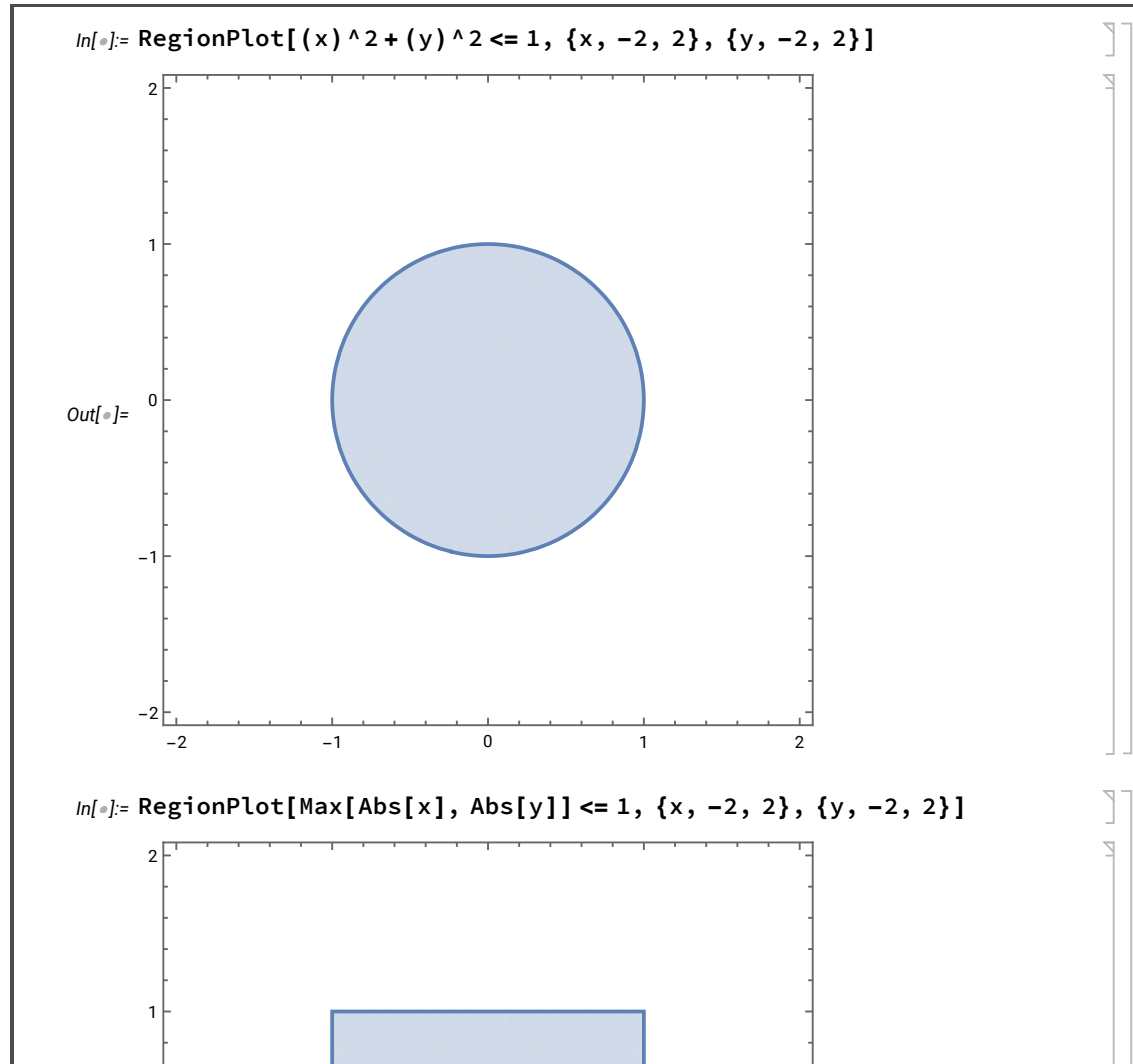 In[●]:= RegionPlot[(x)^2+(y)^2 <= 1, {x, -2, 2}, {y, -2, 2}]
2
1
Out[●]= 0
-1
-2
-2 -1 0 1 2
In[●]:= RegionPlot[Max[Abs[x], Abs[y]] <= 1, {x, -2, 2}, {y, -2, 2}]
2
1